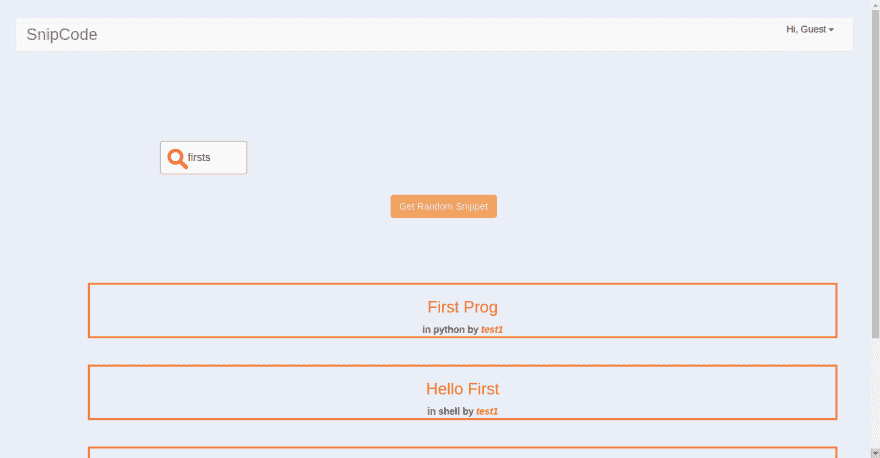 SnipCode
Hi, Guest
firsts
Get Random Snippet
First Prog
in python by test1
Hello First
in shell by test1